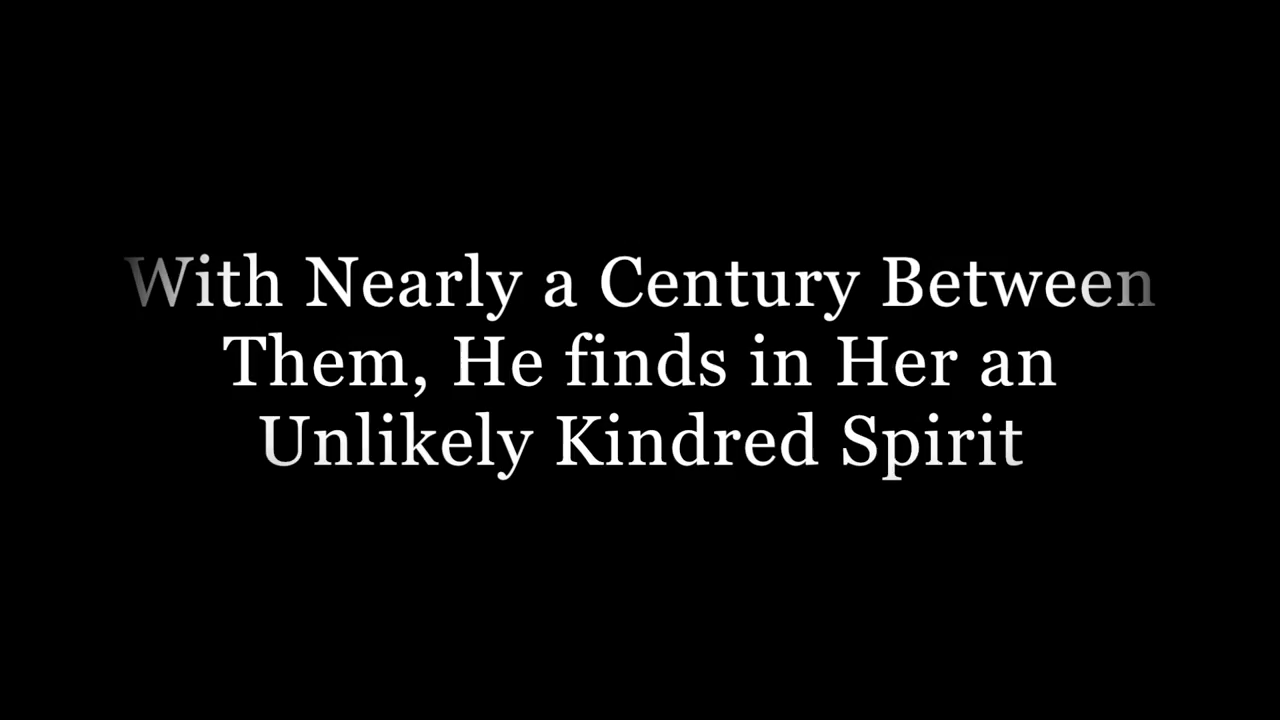 With Nearly a Century Between
Them, He finds in Her an
Unlikely Kindred Spirit